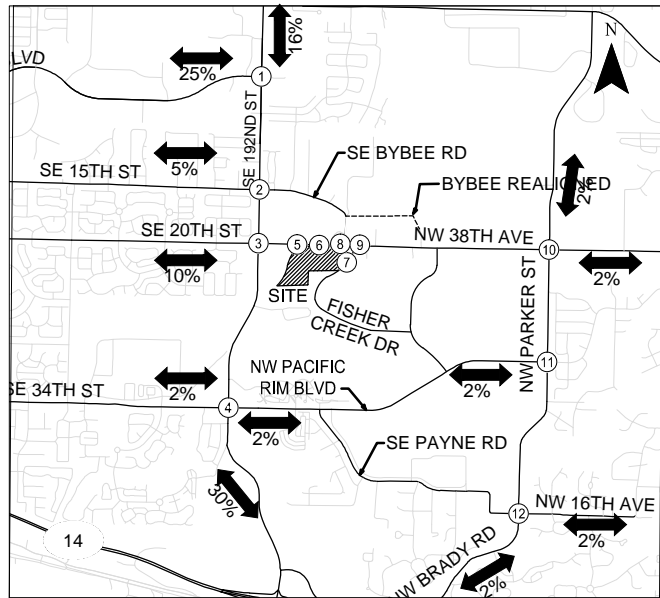 16%
N
LVD
25%
1
SE 192ND ST
SE BYBEE RD
5%
SE 15TH ST
BYBEE REALIGNED
2%
2
SE 20TH ST
3
5
6
8
9
NW 38TH AVE
10
7
10%
2%
SITE
FISHER
CREEK DR
NW PARKER ST
NW PACIFIC
RIM BLVD
11
2%
2%
SE 34TH ST
4
2%
SE PAYNE RD
30%
12
NW 16TH AVE
14
2%
NW BRADY RD
2%